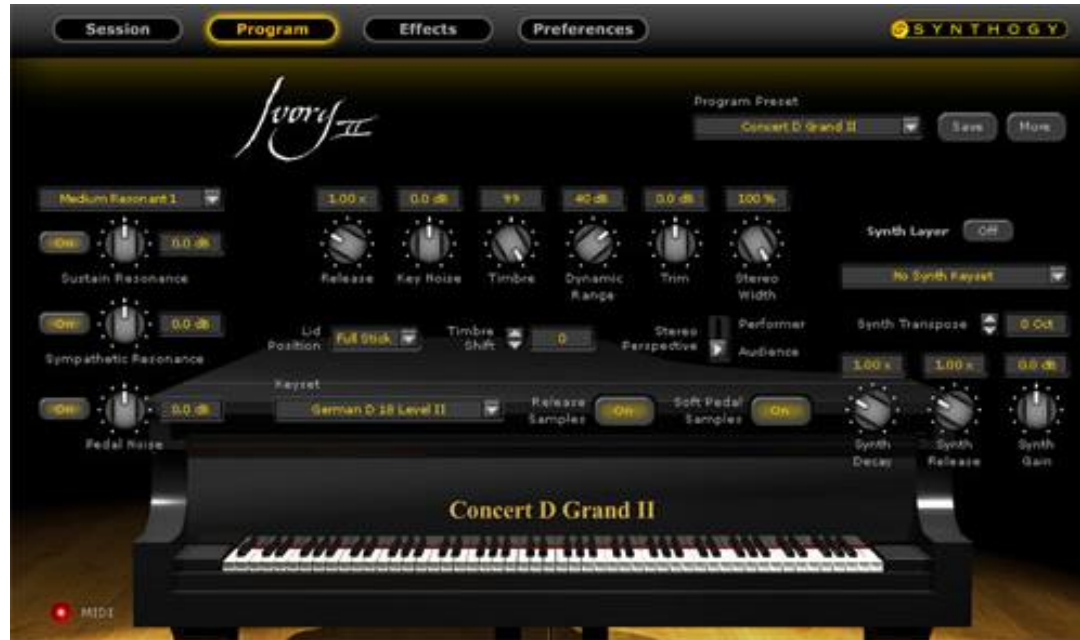 Session
Program
Effects
Preferences
SYNTHOGY
Ivory II
Program Preset
Concert D Grand II
Save
More
Medium Resonant 1
1.00 x
0.0 dB
99
40 dB
0.0 dB
100 %
On
0.0 dB
Sustain Resonance
Release
Key Noise
Timbre
Dynamic
Range
Trim
Stereo
Width
Synth Layer
Off
No Synth Keyset
On
0.0 dB
Sympathetic Resonance
Lid
Position
Full Stick
Timbre
Shift
0
Stereo
Perspective
Performer
Audience
Synth Transpose
0 Oct
1.00 x
1.00 x
0.0 dB
Keyset
German D 18 Level II
Release
Samples
On
Soft Pedal
Samples
On
On
0.0 dB
Pedal Noise
Synth
Decay
Synth
Release
Synth
Gain
Concert D Grand II
MIDI